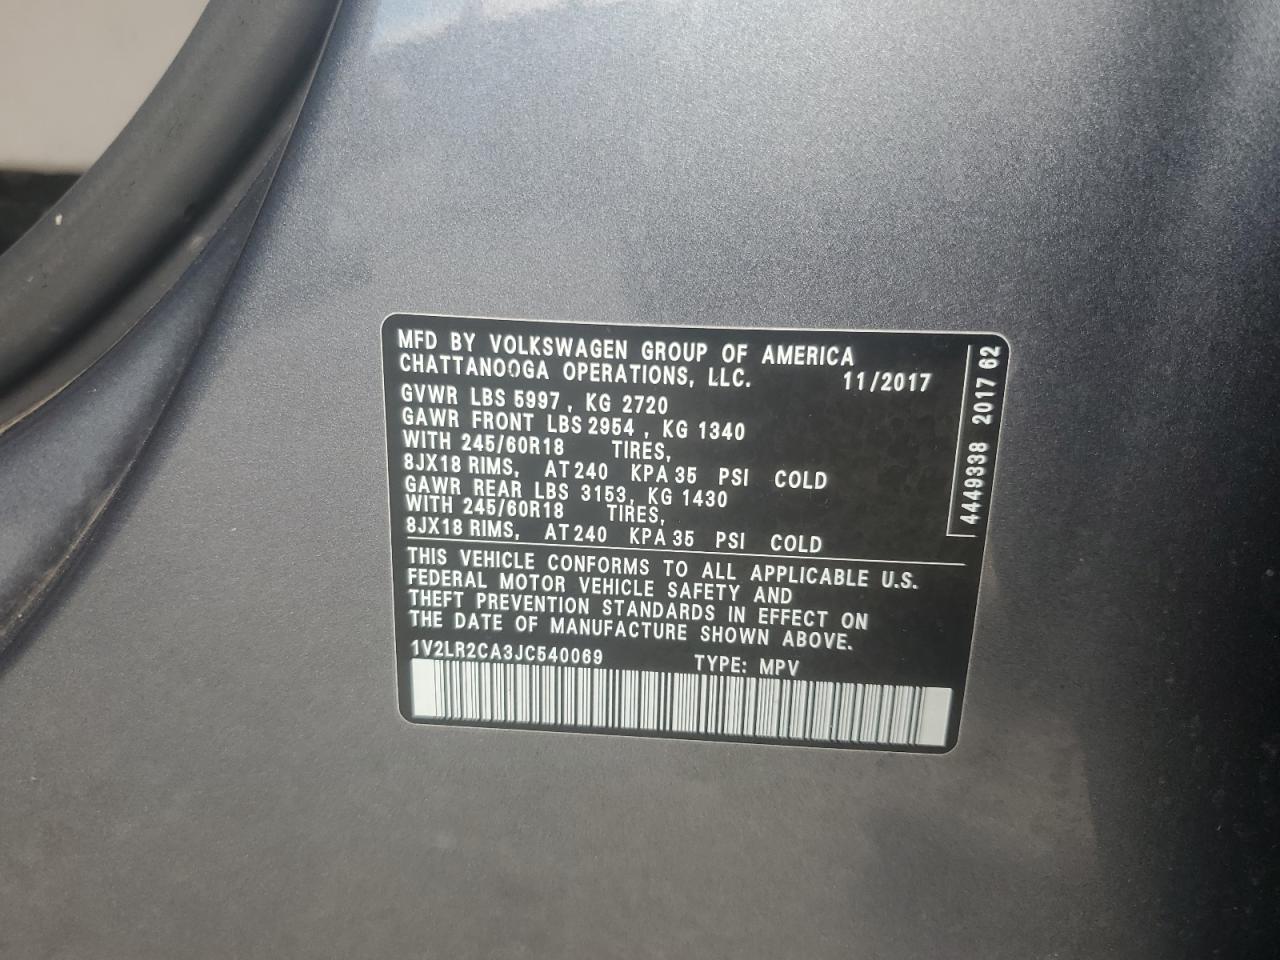 MFD BY VOLKSWAGEN GROUP OF AMERICA
CHATTANOOGA OPERATIONS, LLC. 11/2017
GVWR LBS 5997, KG 2720
GAWR FRONT LBS 2954, KG 1340
WITH 245/60R18 TIRES,
8JX18 RIMS, AT 240 KPA 35 PSI COLD
GAWR REAR LBS 3153, KG 1430
WITH 245/60R18 TIRES,
8JX18 RIMS, AT 240 KPA 35 PSI COLD
THIS VEHICLE CONFORMS TO ALL APPLICABLE U.S.
FEDERAL MOTOR VEHICLE SAFETY AND
THEFT PREVENTION STANDARDS IN EFFECT ON
THE DATE OF MANUFACTURE SHOWN ABOVE.
1V2LR2CA3JC540069 TYPE: MPV
4449338 2017 62